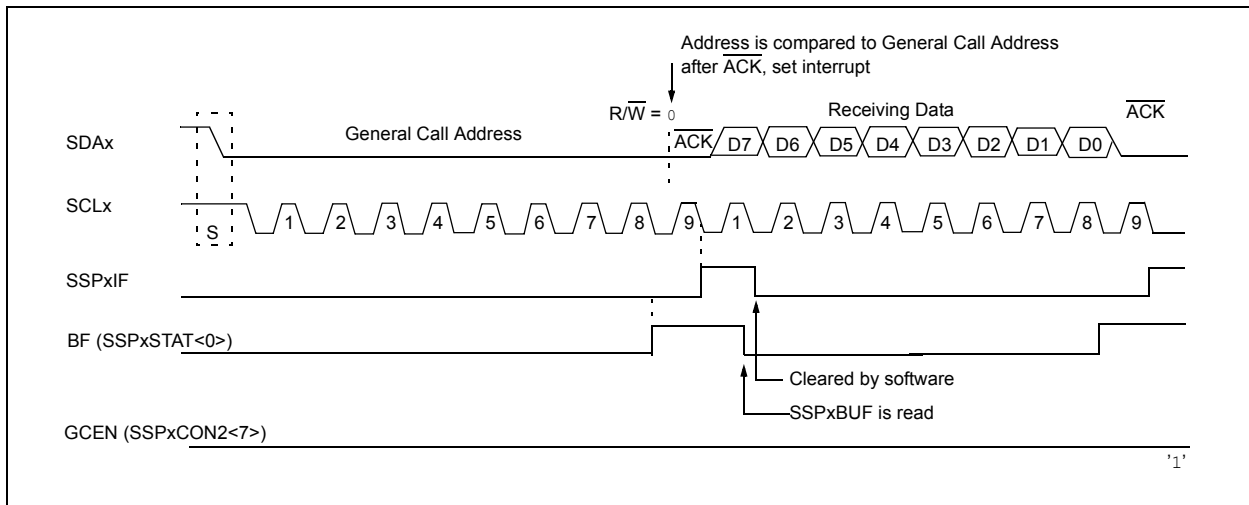 Address is compared to General Call Address
after ACK, set interrupt
R/W = 0
Receiving Data
ACK
SDAx
General Call Address
ACK
D7 D6 D5 D4 D3 D2 D1 D0
SCLx
S
1 2 3 4 5 6 7 8 9 1 2 3 4 5 6 7 8 9
SSPxIF
BF (SSPxSTAT<0>)
Cleared by software
SSPxBUF is read
GCEN (SSPxCON2<7>)
'1'